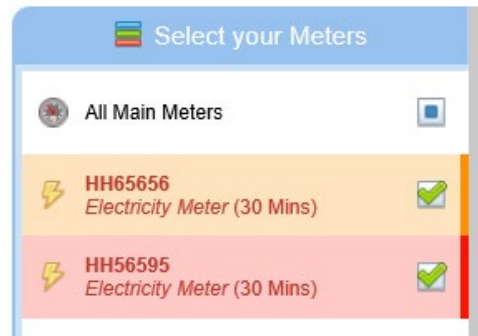 Select your Meters
All Main Meters
HH65656
Electricity Meter (30 Mins)
HH56595
Electricity Meter (30 Mins)